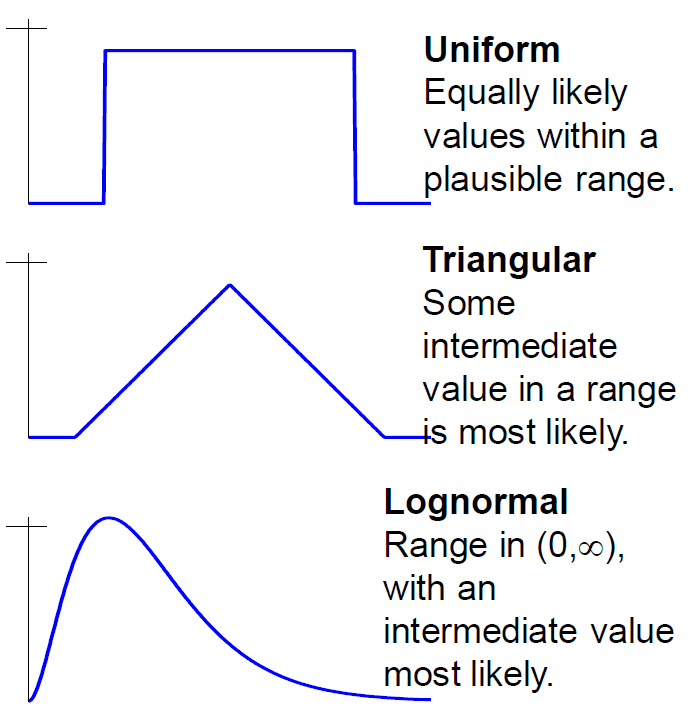 Uniform
Equally likely
values within a
plausible range.
Triangular
Some
intermediate
value in a range
is most likely.
Lognormal
Range in (0,∞),
with an
intermediate value
most likely.